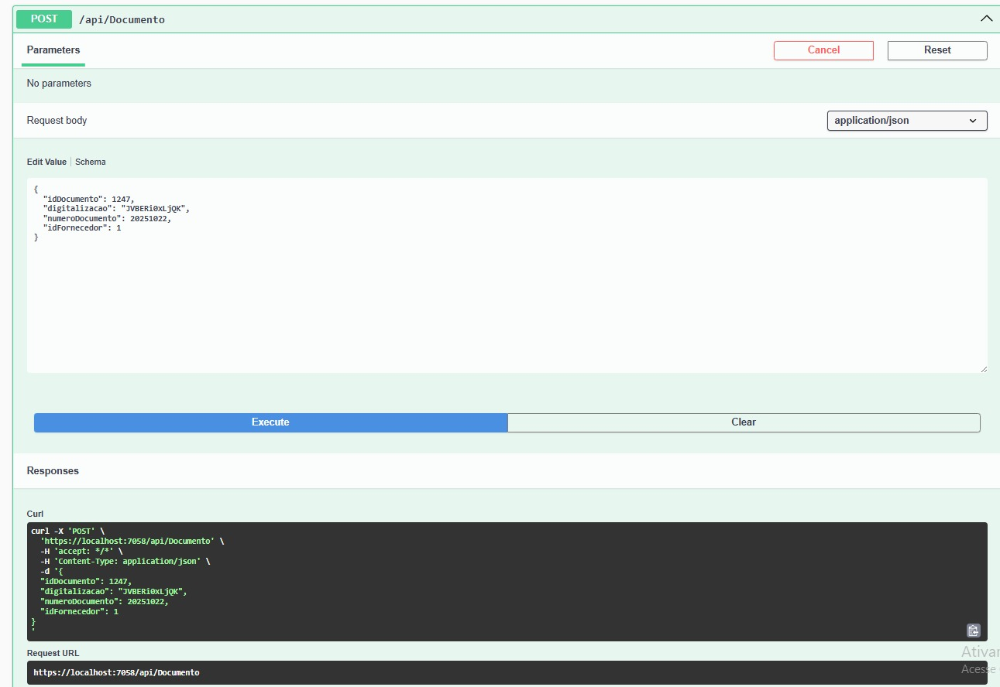 POST /api/Documento
Parameters
Cancel
Reset
No parameters
Request body
application/json
Edit Value | Schema
{
  "idDocumento": 1247,
  "digitalizacao": "JVBERi0xLjQK",
  "numeroDocumento": 20251022,
  "idFornecedor": 1
}
Execute
Clear
Responses
Curl
curl -X 'POST' \
  'https://localhost:7058/api/Documento' \
  -H 'accept: */*' \
  -H 'Content-Type: application/json' \
  -d '{
  "idDocumento": 1247,
  "digitalizacao": "JVBERi0xLjQK",
  "numeroDocumento": 20251022,
  "idFornecedor": 1
}
'
Request URL
https://localhost:7058/api/Documento
Ativar
Acesse